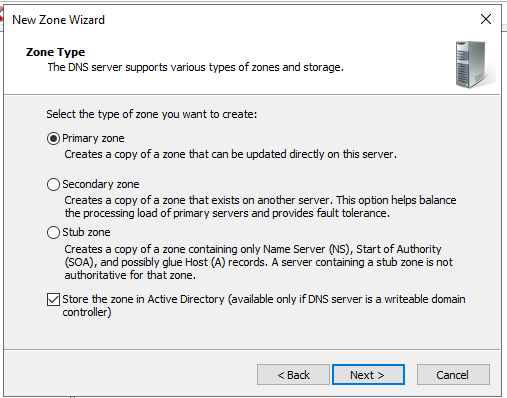 New Zone Wizard
Zone Type
The DNS server supports various types of zones and storage.
Select the type of zone you want to create:
Primary zone
Creates a copy of a zone that can be updated directly on this server.
Secondary zone
Creates a copy of a zone that exists on another server. This option helps balance
the processing load of primary servers and provides fault tolerance.
Stub zone
Creates a copy of a zone containing only Name Server (NS), Start of Authority
(SOA), and possibly glue Host (A) records. A server containing a stub zone is not
authoritative for that zone.
Store the zone in Active Directory (available only if DNS server is a writeable domain
controller)
< Back
Next >
Cancel